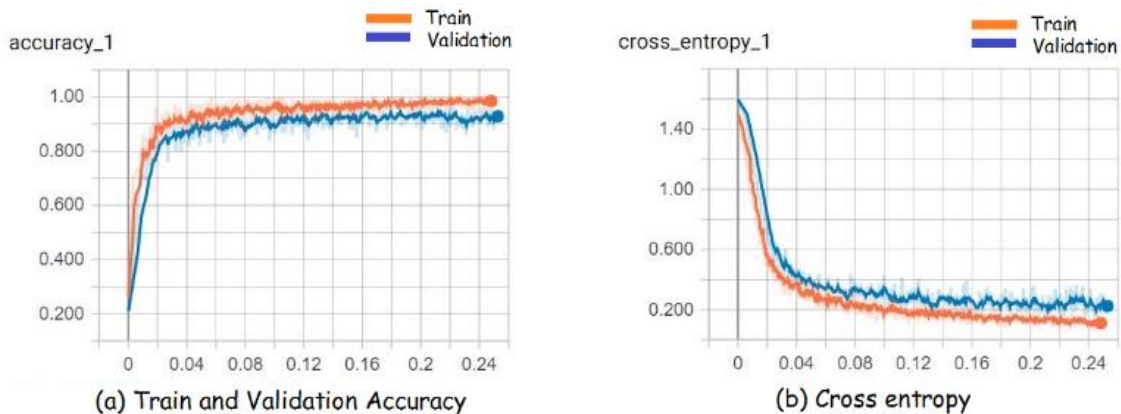 Train
Validation
accuracy_1
1.00
0.800
0.600
0.400
0.200
0 0.04 0.08 0.12 0.16 0.2 0.24
(a) Train and Validation Accuracy
Train
Validation
cross_entropy_1
1.40
1.00
0.600
0.200
0 0.04 0.08 0.12 0.16 0.2 0.24
(b) Cross entropy